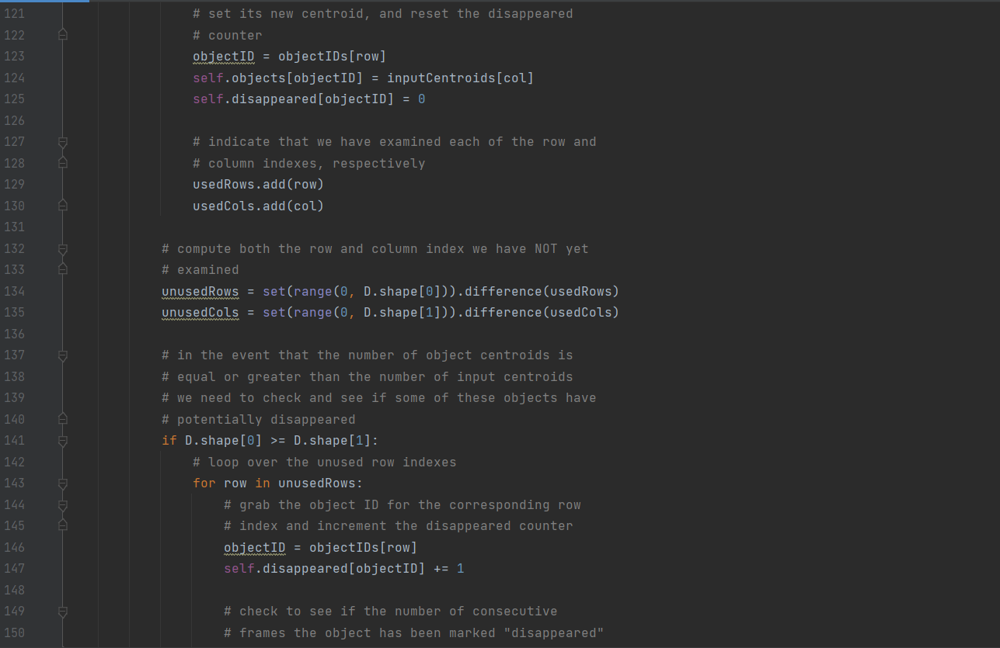 121 # set its new centroid, and reset the disappeared
122 # counter
123 objectID = objectIDs[row]
124 self.objects[objectID] = inputCentroids[col]
125 self.disappeared[objectID] = 0
126
127 # indicate that we have examined each of the row and
128 # column indexes, respectively
129 usedRows.add(row)
130 usedCols.add(col)
131
132 # compute both the row and column index we have NOT yet
133 # examined
134 unusedRows = set(range(0, D.shape[0])).difference(usedRows)
135 unusedCols = set(range(0, D.shape[1])).difference(usedCols)
136
137 # in the event that the number of object centroids is
138 # equal or greater than the number of input centroids
139 # we need to check and see if some of these objects have
140 # potentially disappeared
141 if D.shape[0] >= D.shape[1]:
142 # loop over the unused row indexes
143 for row in unusedRows:
144 # grab the object ID for the corresponding row
145 # index and increment the disappeared counter
146 objectID = objectIDs[row]
147 self.disappeared[objectID] += 1
148
149 # check to see if the number of consecutive
150 # frames the object has been marked "disappeared"